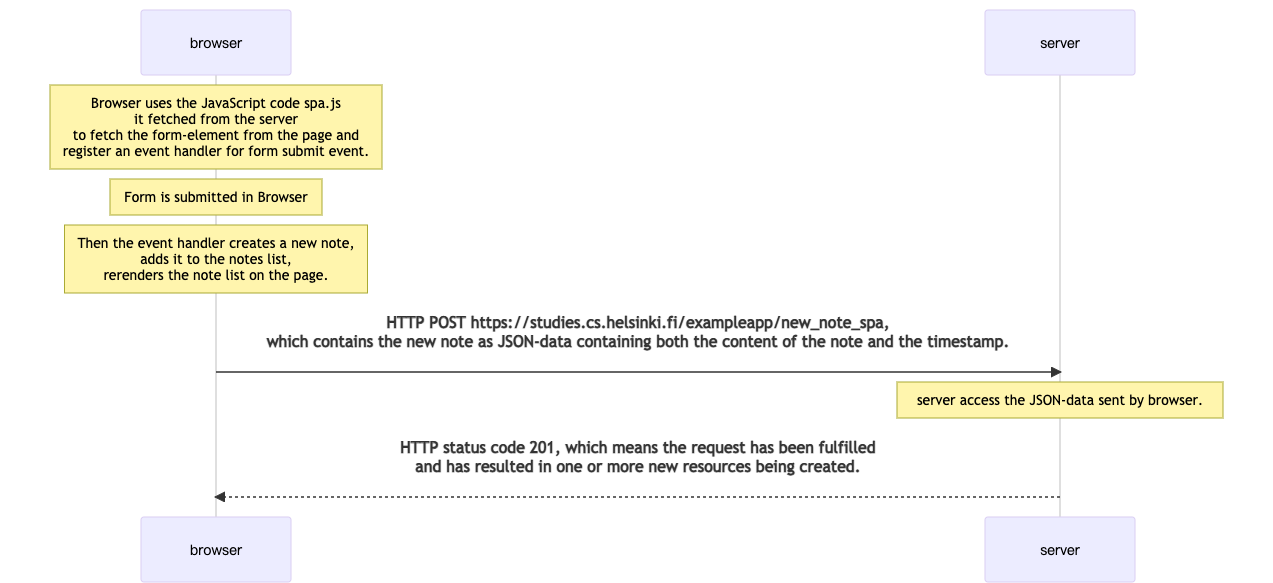 browser
server
Browser uses the JavaScript code spa.js
it fetched from the server
to fetch the form-element from the page and
register an event handler for form submit event.
Form is submitted in Browser
Then the event handler creates a new note,
adds it to the notes list,
rerenders the note list on the page.
HTTP POST https://studies.cs.helsinki.fi/exampleapp/new_note_spa,
which contains the new note as JSON-data containing both the content of the note and the timestamp.
server access the JSON-data sent by browser.
HTTP status code 201, which means the request has been fulfilled
and has resulted in one or more new resources being created.
browser
server